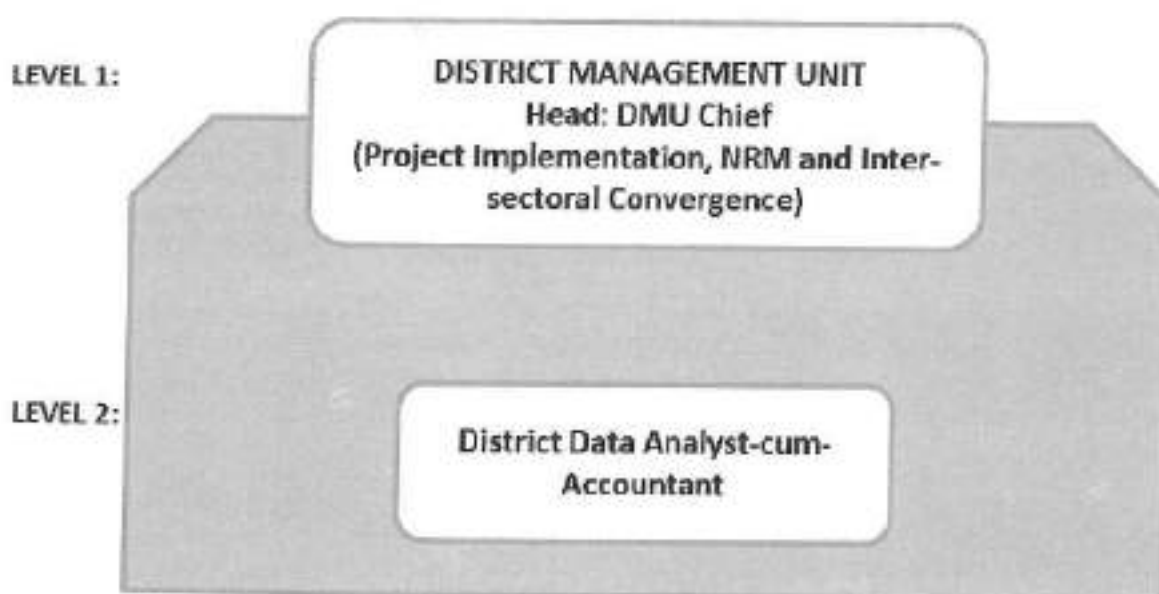 LEVEL 1:
DISTRICT MANAGEMENT UNIT
Head: DMU Chief
(Project Implementation, NRM and Inter-
sectoral Convergence)
LEVEL 2:
District Data Analyst-cum-
Accountant